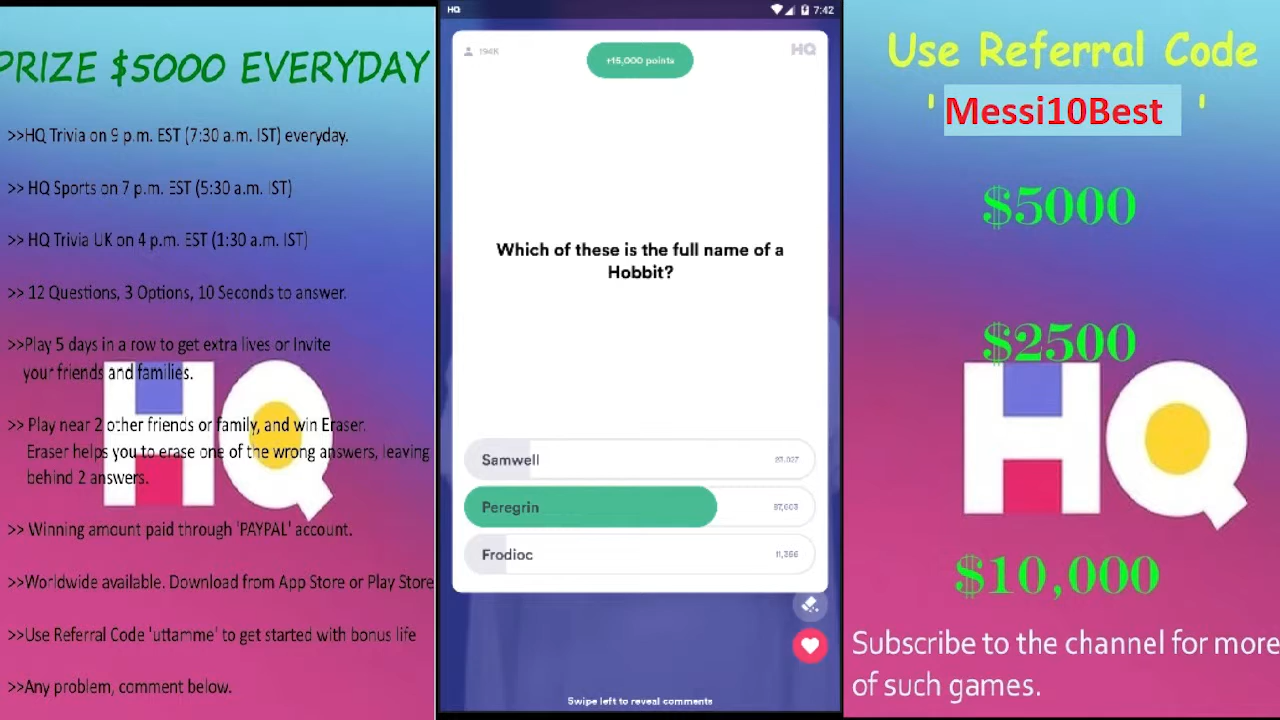 PRIZE $5000 EVERYDAY
>>HQ Trivia on 9 p.m. EST (7:30 a.m. IST) everyday.
>> HQ Sports on 7 p.m. EST (5:30 a.m. IST)
>> HQ Trivia UK on 4 p.m. EST (1:30 a.m. IST)
>> 12 Questions, 3 Options, 10 Seconds to answer.
>>Play 5 days in a row to get extra lives or Invite
your friends and families.
>> Play near 2 other friends or family, and win Eraser.
Eraser helps you to erase one of the wrong answers, leaving
behind 2 answers.
>> Winning amount paid through 'PAYPAL' account.
>>Worldwide available. Download from App Store or Play Store
>>Use Referral Code 'uttamme' to get started with bonus life
>>Any problem, comment below.
HQ
HQ
7:42
194K
+15,000 points
HQ
Which of these is the full name of a
Hobbit?
Samwell
Peregrin
Frodioc
Swipe left to reveal comments
Use Referral Code
' Messi10Best '
$5000
$2500
HQ
$10,000
Subscribe to the channel for more
of such games.